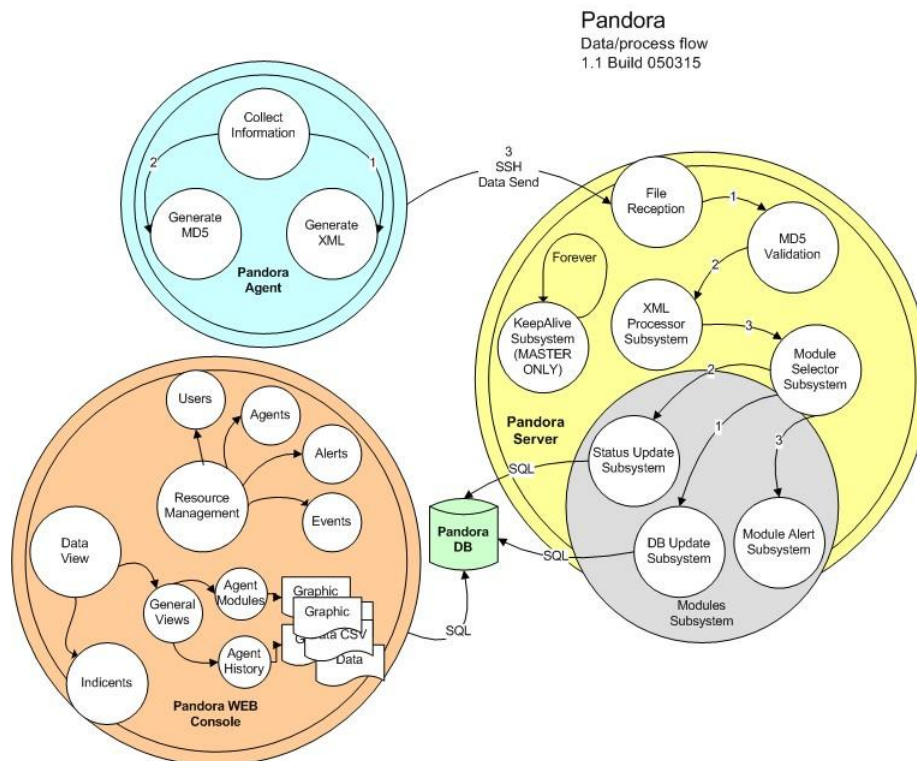 Pandora
Data/process flow
1.1 Build 050315
Collect
Information
2
1
Generate
MD5
Generate
XML
Pandora
Agent
3
SSH
Data Send
File
Reception
1
MD5
Validation
2
Forever
KeepAlive
Subsystem
(MASTER
ONLY)
XML
Processor
Subsystem
3
Module
Selector
Subsystem
2
1
3
Pandora
Server
Status Update
Subsystem
SQL
DB Update
Subsystem
SQL
Module Alert
Subsystem
Modules
Subsystem
Pandora
DB
SQL
Users
Agents
Alerts
Resource
Management
Events
Data
View
General
Views
Agent
Modules
Agent
History
Graphic
Graphic
Data CSV
Data
Indicents
Pandora WEB
Console